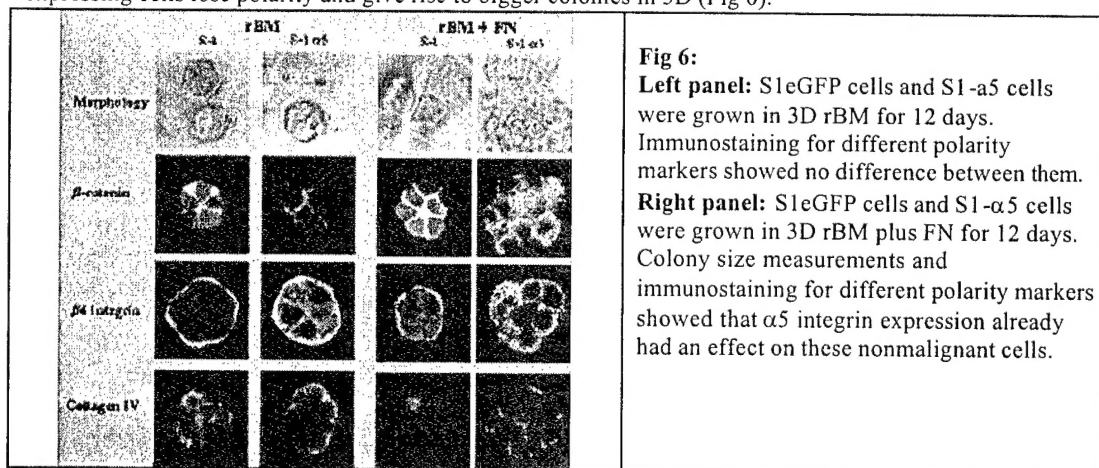 expressing cells lose polarity and give rise to bigger colonies in 3D (Fig 6).
rBM rBM + FN
S-1 S-1 α5 S-1 S-1 α5
Morphology
β-catenin
β4 Integrin
Collagen IV
Fig 6:
Left panel: S1eGFP cells and S1-a5 cells
were grown in 3D rBM for 12 days.
Immunostaining for different polarity
markers showed no difference between them.
Right panel: S1eGFP cells and S1-α5 cells
were grown in 3D rBM plus FN for 12 days.
Colony size measurements and
immunostaining for different polarity markers
showed that α5 integrin expression already
had an effect on these nonmalignant cells.